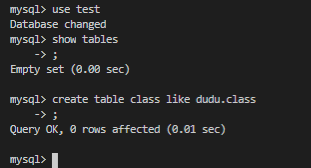 mysql> use test
Database changed
mysql> show tables
    -> ;
Empty set (0.00 sec)

mysql> create table class like dudu.class
    -> ;
Query OK, 0 rows affected (0.01 sec)

mysql>